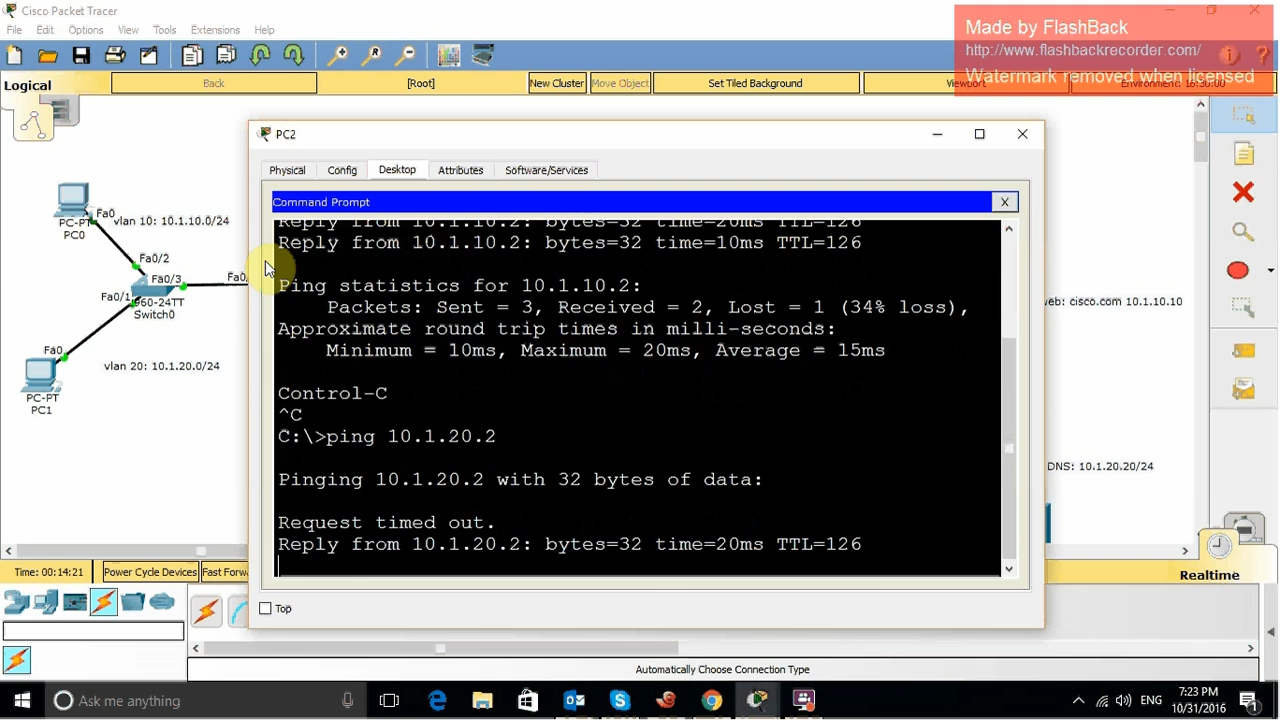 Cisco Packet Tracer
Made by FlashBack
http://www.flashbackrecorder.com/
Watermark removed when licensed
File Edit Options View Tools Extensions Help
Logical
Back
[Root]
New Cluster
Move Object
Set Tiled Background
Viewport
Environment: 16:30:00
PC2
Physical Config Desktop Attributes Software/Services
Command Prompt
X
Reply from 10.1.10.2: bytes=32 time=20ms TTL=126
Reply from 10.1.10.2: bytes=32 time=10ms TTL=126
Ping statistics for 10.1.10.2:
Packets: Sent = 3, Received = 2, Lost = 1 (34% loss),
Approximate round trip times in milli-seconds:
Minimum = 10ms, Maximum = 20ms, Average = 15ms
Control-C
^C
C:\>ping 10.1.20.2
Pinging 10.1.20.2 with 32 bytes of data:
Request timed out.
Reply from 10.1.20.2: bytes=32 time=20ms TTL=126
Top
Fa0
vlan 10: 10.1.10.0/24
PC-PT
PC0
Fa0/2
Fa0/3
Fa0/
Fa0/1
2960-24TT
Switch0
Fa0
vlan 20: 10.1.20.0/24
PC-PT
PC1
web: cisco.com 10.1.10.10
DNS: 10.1.20.20/24
Time: 00:14:21
Power Cycle Devices
Fast Forw
Realtime
Automatically Choose Connection Type
Ask me anything
ENG
7:23 PM
10/31/2016